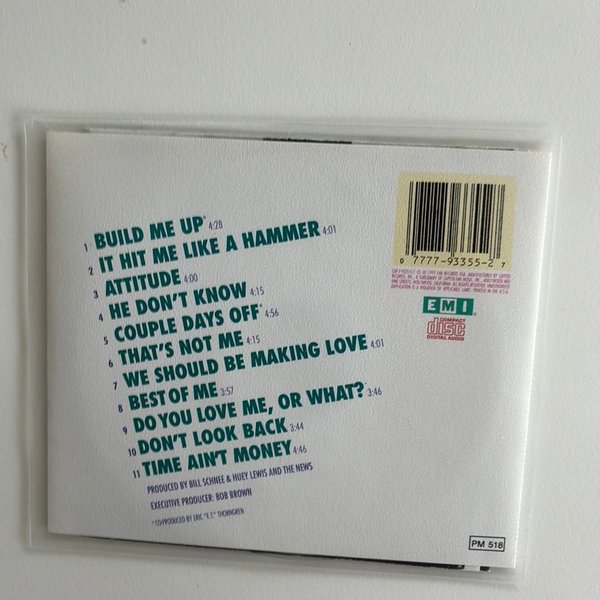 1 BUILD ME UP* 4:28
2 IT HIT ME LIKE A HAMMER 4:01
3 ATTITUDE 4:00
4 HE DON'T KNOW 4:15
5 COUPLE DAYS OFF* 4:56
6 THAT'S NOT ME 4:15
7 WE SHOULD BE MAKING LOVE 4:01
8 BEST OF ME 3:57
9 DO YOU LOVE ME, OR WHAT?* 3:46
10 DON'T LOOK BACK 3:44
11 TIME AIN'T MONEY 4:46
PRODUCED BY BILL SCHNEE & HUEY LEWIS AND THE NEWS
EXECUTIVE PRODUCER: BOB BROWN
* CO-PRODUCED BY ERIC "E.T." THORNGREN
0 7777-93355-2 7
EMI
COMPACT
disc
DIGITAL AUDIO
PM 518